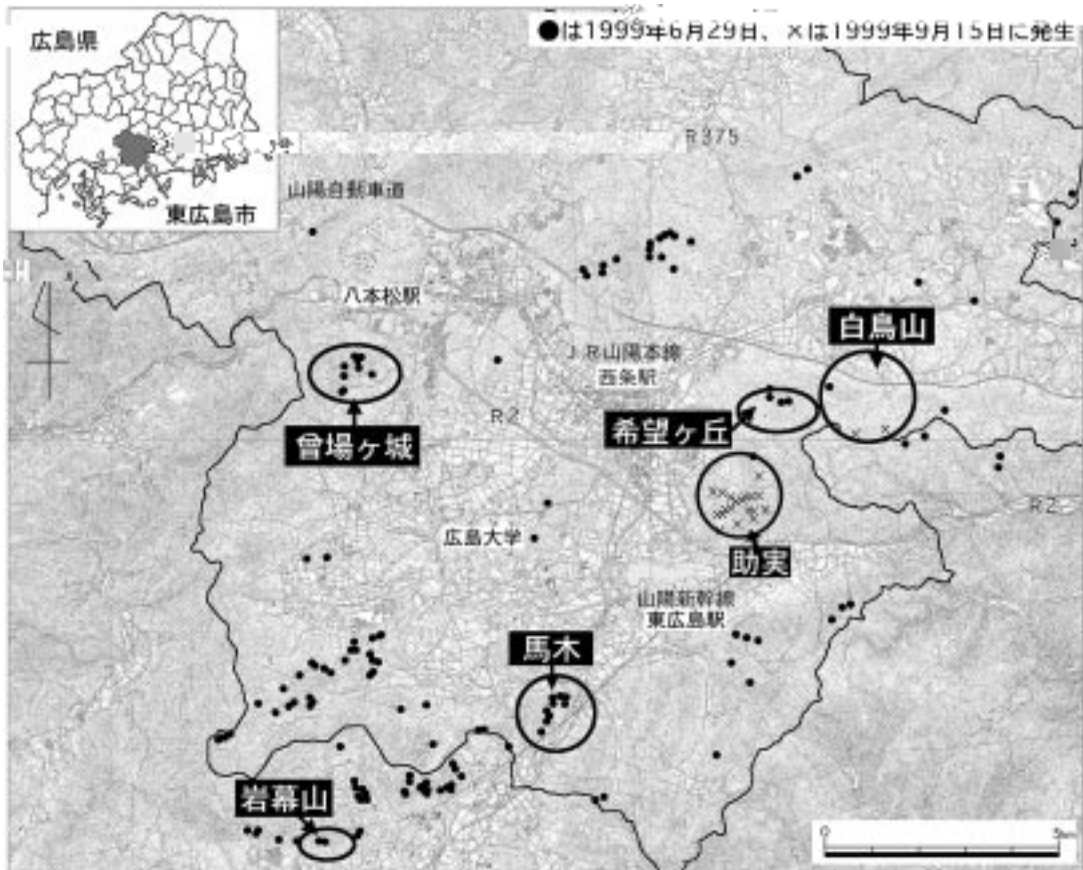 広島県
東広島市
●は1999年6月29日、×は1999年9月15日に発生
R375
山陽自動車道
八本松駅
白鳥山
JR山陽本線
西条駅
希望ヶ丘
R2
曾場ヶ城
R2
広島大学
助実
山陽新幹線
東広島駅
馬木
岩幕山
0
5km